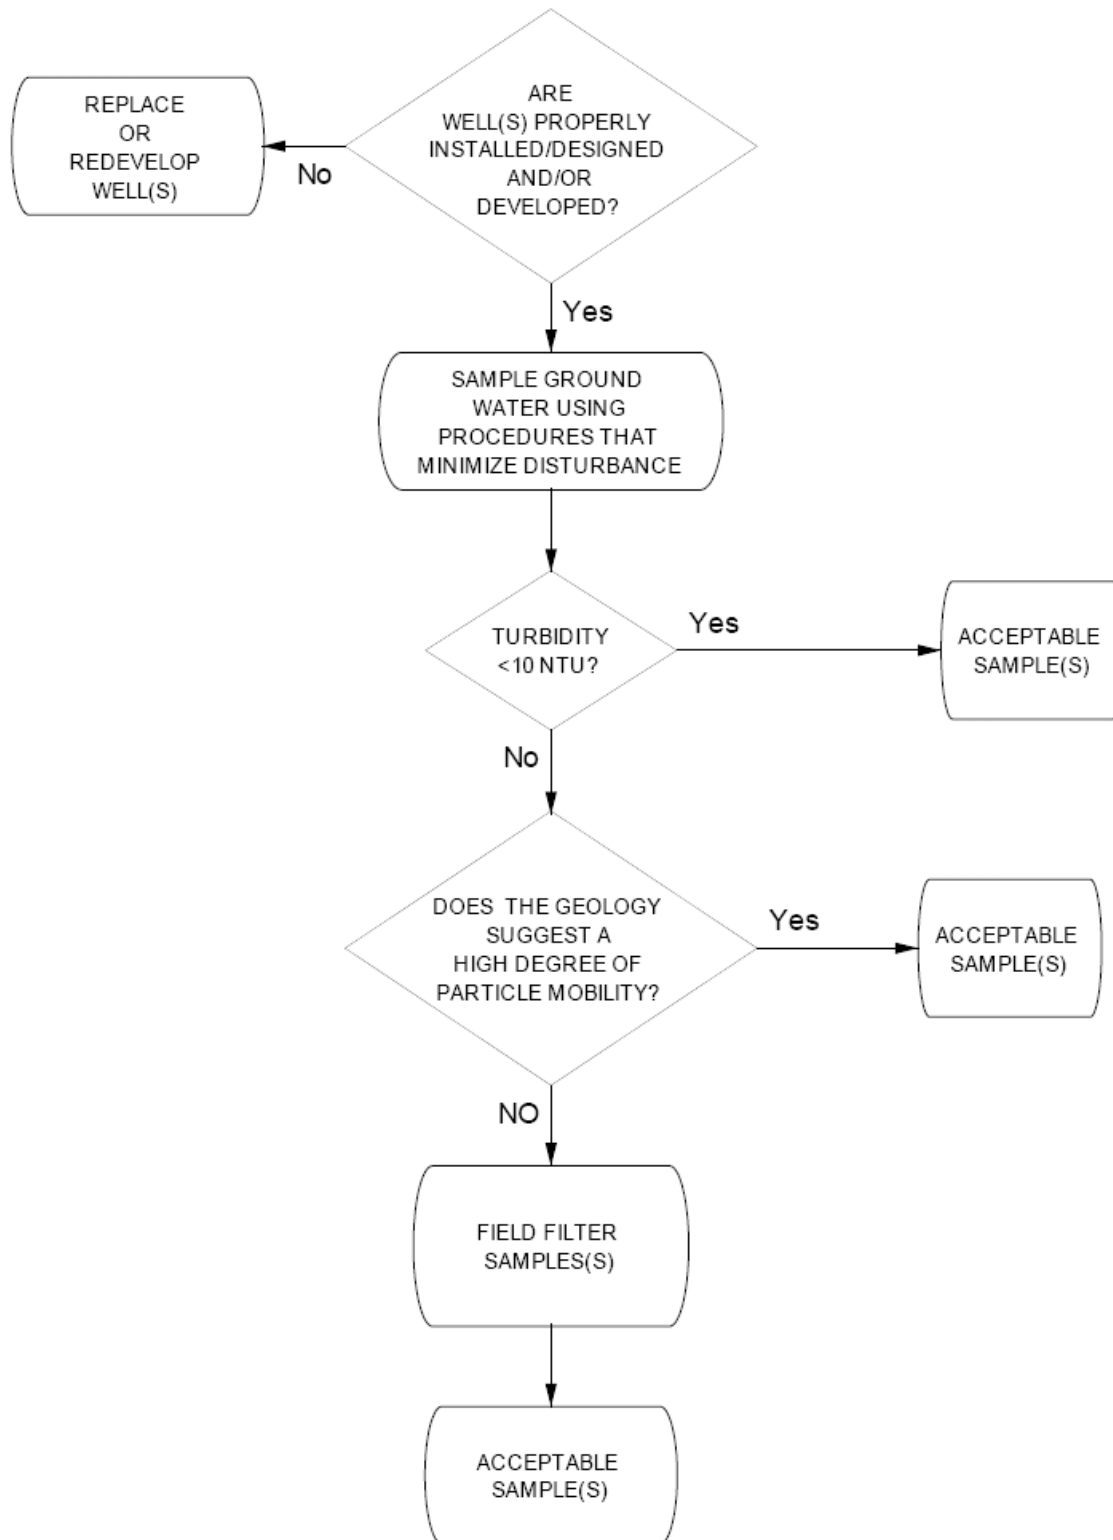 ARE
WELL(S) PROPERLY
INSTALLED/DESIGNED
AND/OR
DEVELOPED?
No
REPLACE
OR
REDEVELOP
WELL(S)
Yes
SAMPLE GROUND
WATER USING
PROCEDURES THAT
MINIMIZE DISTURBANCE
TURBIDITY
<10 NTU?
Yes
ACCEPTABLE
SAMPLE(S)
No
DOES THE GEOLOGY
SUGGEST A
HIGH DEGREE OF
PARTICLE MOBILITY?
Yes
ACCEPTABLE
SAMPLE(S)
NO
FIELD FILTER
SAMPLES(S)
ACCEPTABLE
SAMPLE(S)